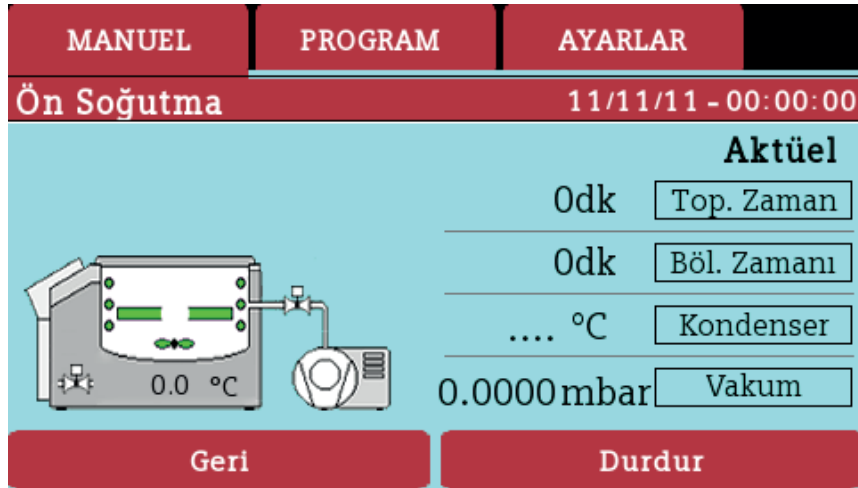 MANUEL PROGRAM AYARLAR
Ön Soğutma 11/11/11 - 00:00:00
Aktüel
0dk Top. Zaman
0dk Böl. Zamanı
.... °C Kondenser
0.0 °C
0.0000 mbar Vakum
Geri Durdur